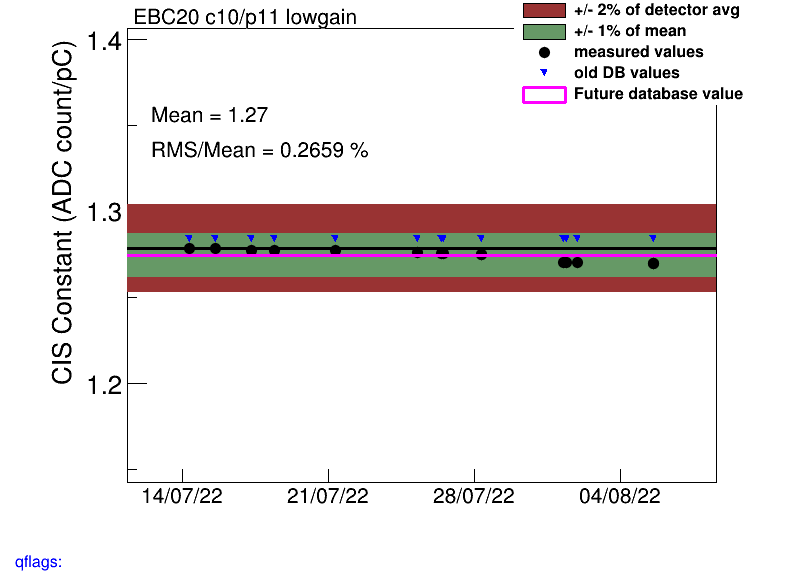 EBC20 c10/p11 lowgain
+/- 2% of detector avg
+/- 1% of mean
measured values
old DB values
Future database value
Mean = 1.27
RMS/Mean = 0.2659 %
CIS Constant (ADC count/pC)
1.4
1.3
1.2
14/07/22
21/07/22
28/07/22
04/08/22
qflags: